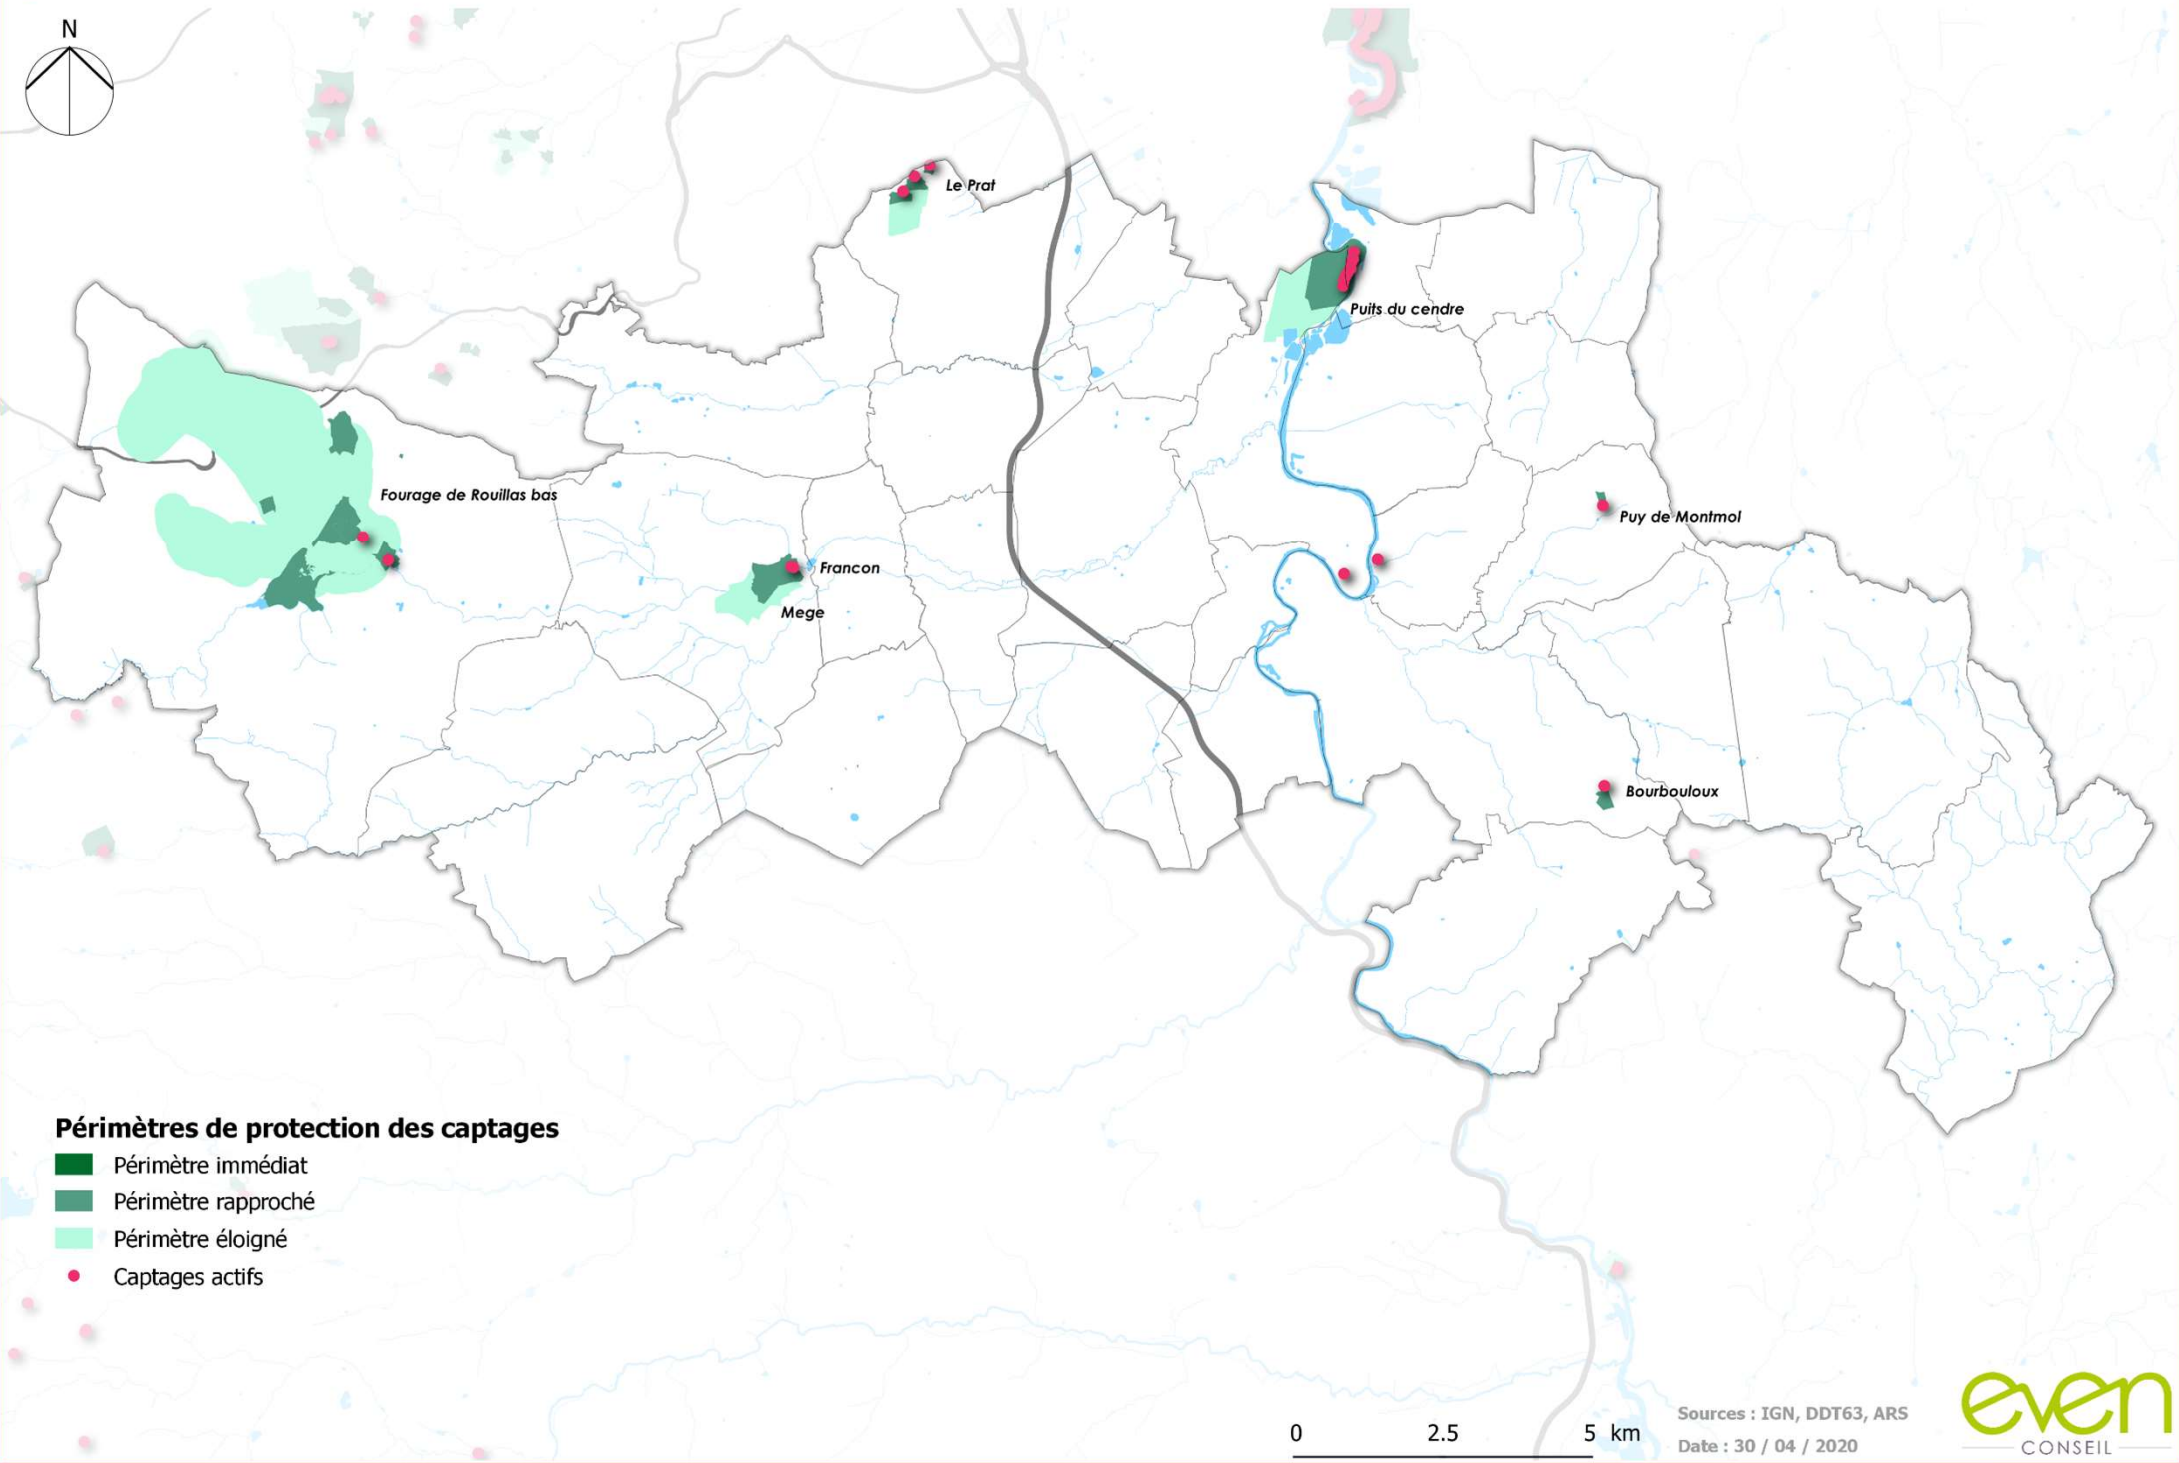 N
Le Prat
Puits du cendre
Fourage de Rouillas bas
Puy de Montmol
Francon
Mege
Bourbouloux
Périmètres de protection des captages
Périmètre immédiat
Périmètre rapproché
Périmètre éloigné
Captages actifs
0 2.5 5 km
Sources : IGN, DDT63, ARS
Date : 30 / 04 / 2020
even
CONSEIL